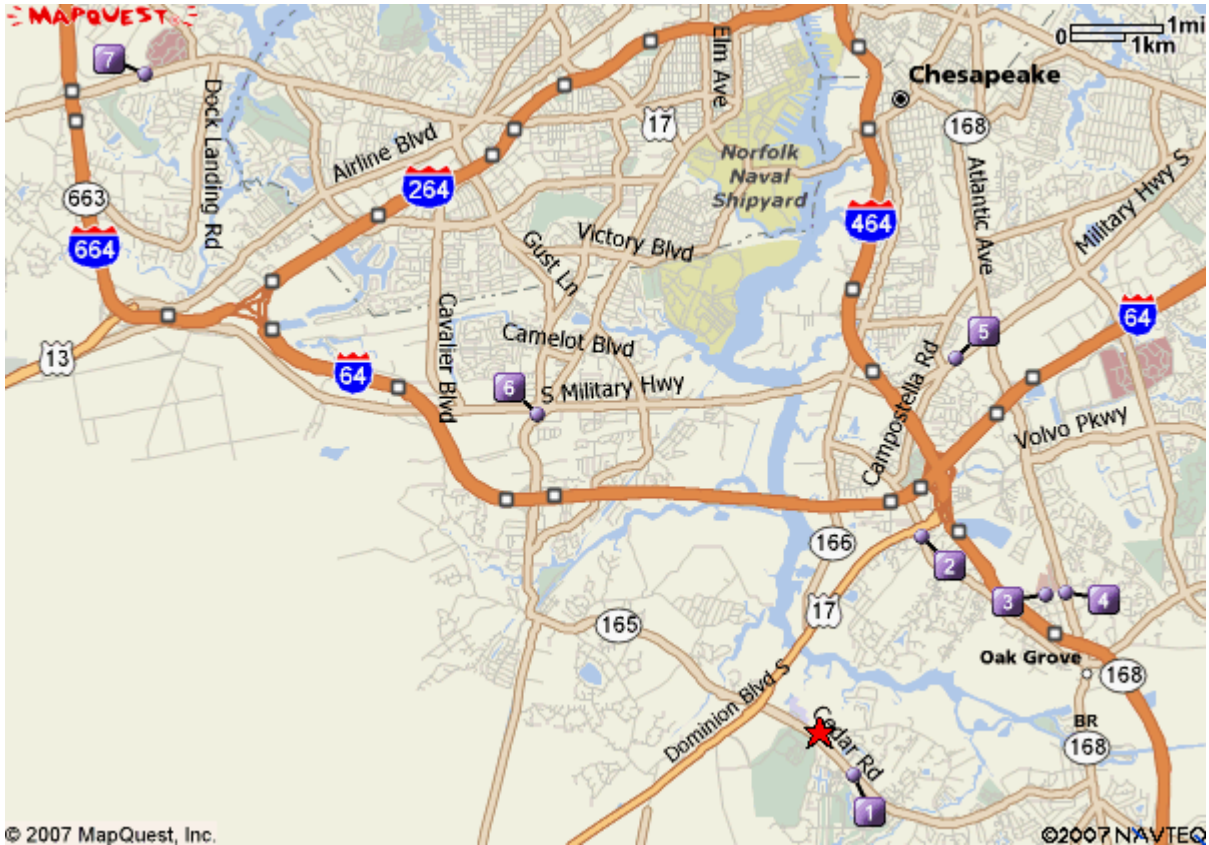 MAPQUEST
1mi
0
1km
7
Elm Ave
Chesapeake
17
168
Dock Landing Rd
Airline Blvd
Norfolk
Naval
Shipyard
Atlantic Ave
Military Hwy S
663
264
464
664
Victory Blvd
Gust Ln
13
64
Cavalier Blvd
Camelot Blvd
64
5
6
S Military Hwy
Campostella Rd
Volvo Pkwy
166
2
3
4
17
165
Oak Grove
168
Dominion Blvd S
Cedar Rd
BR
168
1
© 2007 MapQuest, Inc.
©2007 NAVTEQ